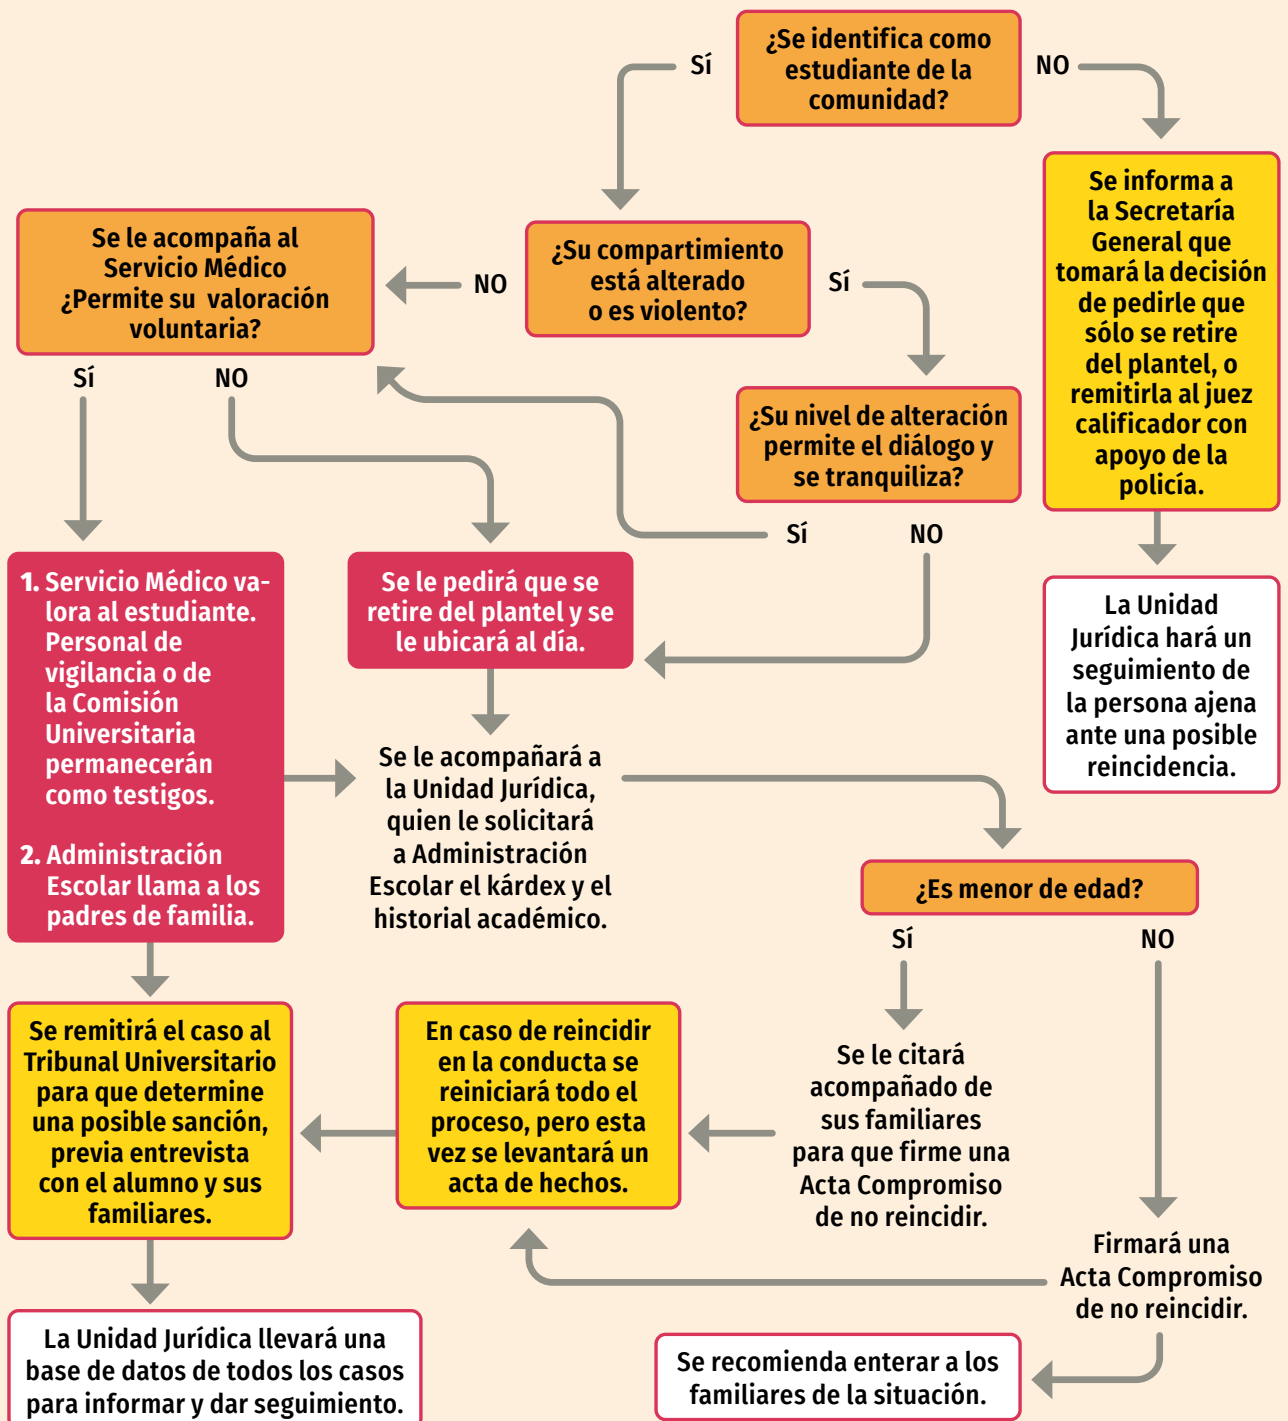 ¿Se identifica como
estudiante de la
comunidad?
Sí
NO
Se informa a
la Secretaría
General que
tomará la decisión
de pedirle que
sólo se retire
del plantel, o
remitirla al juez
calificador con
apoyo de la
policía.
La Unidad
Jurídica hará un
seguimiento de
la persona ajena
ante una posible
reincidencia.
¿Su compartimiento
está alterado
o es violento?
NO
Sí
Se le acompaña al
Servicio Médico
¿Permite su valoración
voluntaria?
Sí
NO
¿Su nivel de alteración
permite el diálogo y
se tranquiliza?
Sí
NO
1. Servicio Médico va-
lora al estudiante.
Personal de
vigilancia o de
la Comisión
Universitaria
permanecerán
como testigos.
2. Administración
Escolar llama a los
padres de familia.
Se le pedirá que se
retire del plantel y se
le ubicará al día.
Se le acompañará a
la Unidad Jurídica,
quien le solicitará
a Administración
Escolar el kárdex y el
historial académico.
¿Es menor de edad?
Sí
NO
Se le citará
acompañado de
sus familiares
para que firme una
Acta Compromiso
de no reincidir.
Firmará una
Acta Compromiso
de no reincidir.
En caso de reincidir
en la conducta se
reiniciará todo el
proceso, pero esta
vez se levantará un
acta de hechos.
Se remitirá el caso al
Tribunal Universitario
para que determine
una posible sanción,
previa entrevista
con el alumno y sus
familiares.
La Unidad Jurídica llevará una
base de datos de todos los casos
para informar y dar seguimiento.
Se recomienda enterar a los
familiares de la situación.